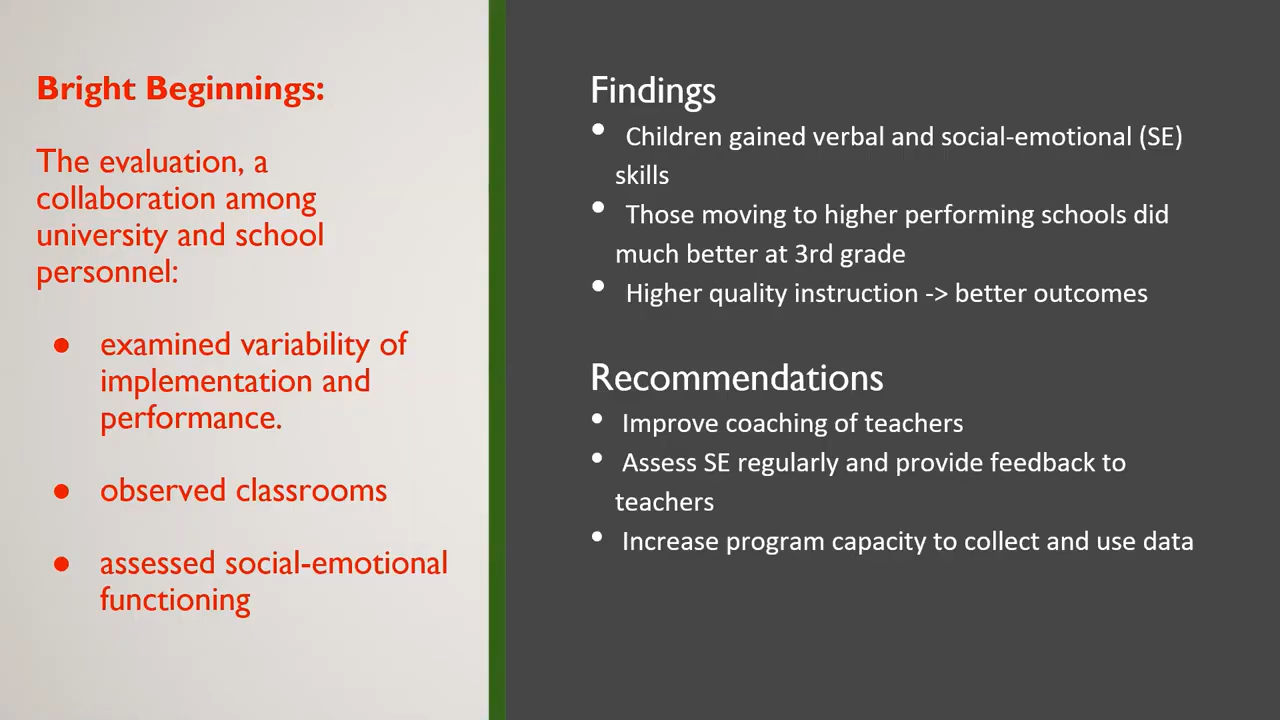 Bright Beginnings:
The evaluation, a
collaboration among
university and school
personnel:
● examined variability of
implementation and
performance.
● observed classrooms
● assessed social-emotional
functioning
Findings
• Children gained verbal and social-emotional (SE)
skills
• Those moving to higher performing schools did
much better at 3rd grade
• Higher quality instruction -> better outcomes
Recommendations
• Improve coaching of teachers
• Assess SE regularly and provide feedback to
teachers
• Increase program capacity to collect and use data